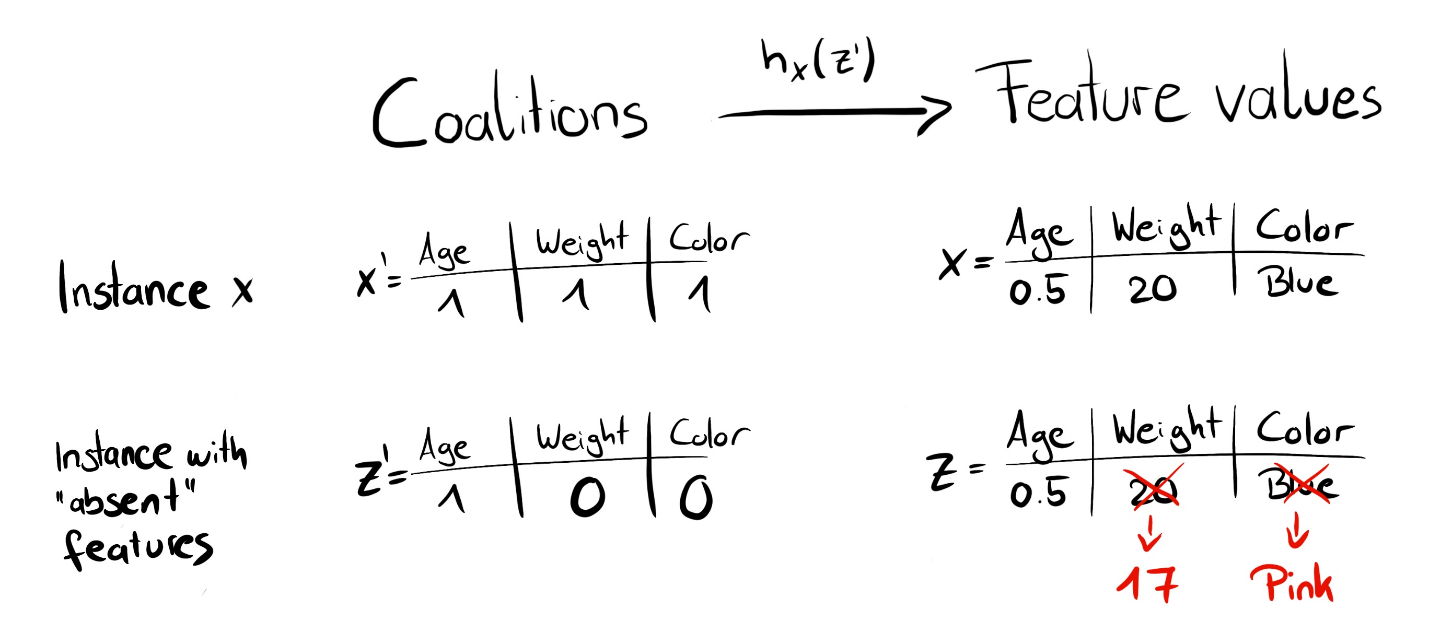 Coalitions hx(z') Feature values
Instance x
x'= Age Weight Color
1 1 1
x= Age Weight Color
0.5 20 Blue
Instance with
"absent"
features
z'= Age Weight Color
1 0 0
z= Age Weight Color
0.5 20 Blue
17 Pink